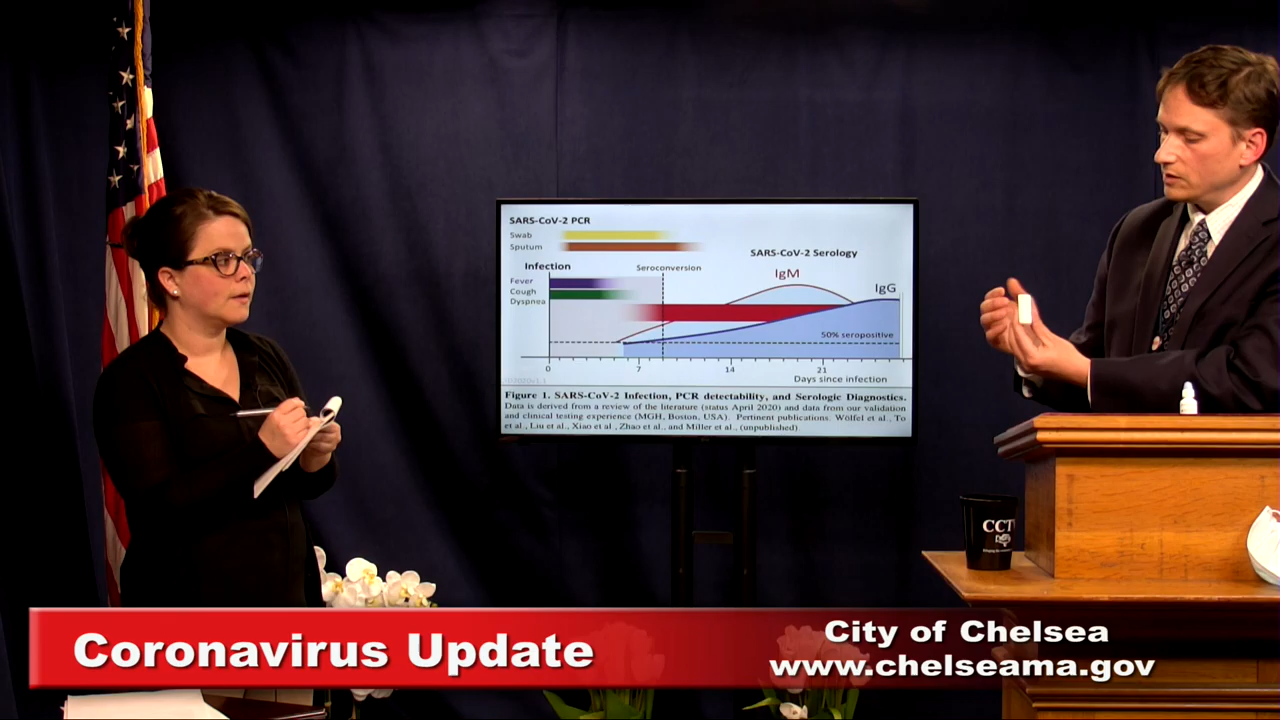 SARS-CoV-2 PCR
Swab
Sputum
SARS-CoV-2 Serology
Infection
Seroconversion
IgM
Fever
Cough
Dyspnea
IgG
50% seropositive
0
7
14
21
Days since infection
Figure 1. SARS-CoV-2 Infection, PCR detectability, and Serologic Diagnostics.
Data is derived from a review of the literature (status April 2020) and data from our validation
and clinical testing experience (MGH, Boston, USA). Pertinent publications. Wölfel et al., To
et al., Liu et al., Xiao et al., Zhao et al., and Miller et al., (unpublished).
Coronavirus Update
City of Chelsea
www.chelseama.gov